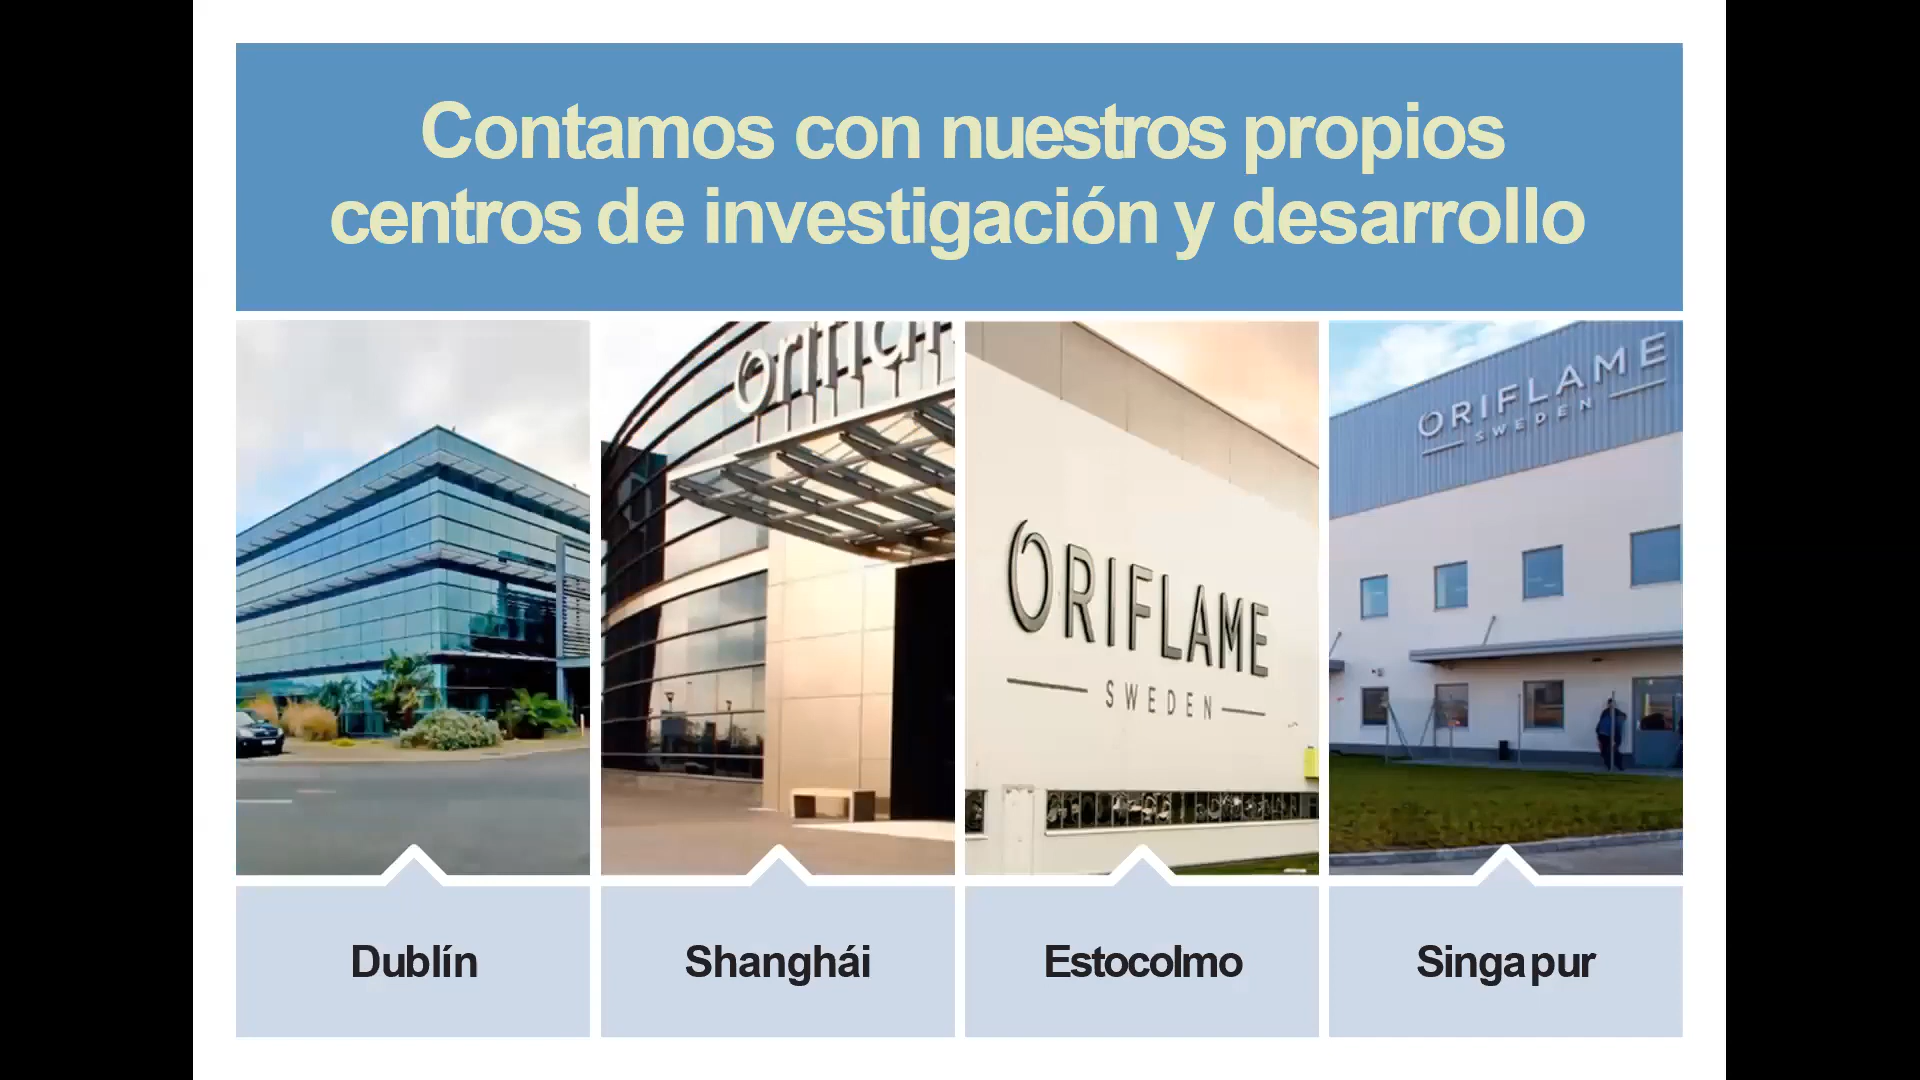 Contamos con nuestros propios
centros de investigación y desarrollo
ORIFLAME
SWEDEN
ORIFLAME
SWEDEN
Dublín
Shanghái
Estocolmo
Singapur